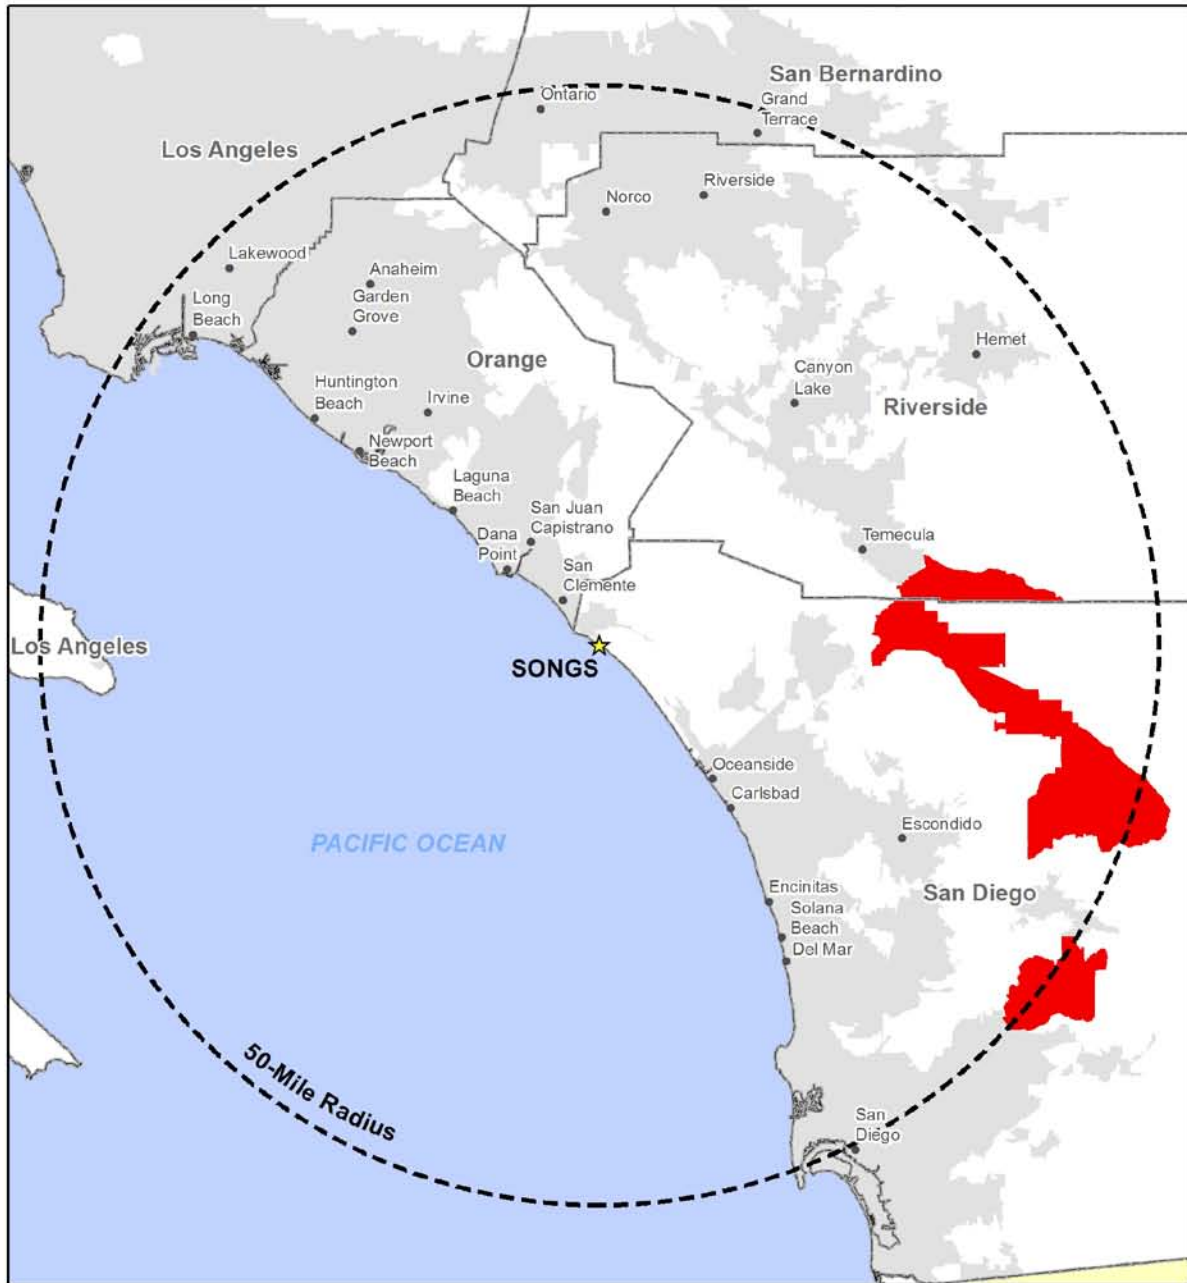 San Bernardino
Ontario
Grand
Terrace
Los Angeles
Riverside
Norco
Lakewood
Anaheim
Garden
Grove
Long
Beach
Hemet
Orange
Canyon
Lake
Huntington
Beach
Irvine
Riverside
Newport
Beach
Laguna
Beach
San Juan
Capistrano
Dana
Point
Temecula
San
Clemente
Los Angeles
SONGS
Oceanside
Carlsbad
PACIFIC OCEAN
Escondido
Encinitas
San Diego
Solana
Beach
Del Mar
50-Mile Radius
San
Diego